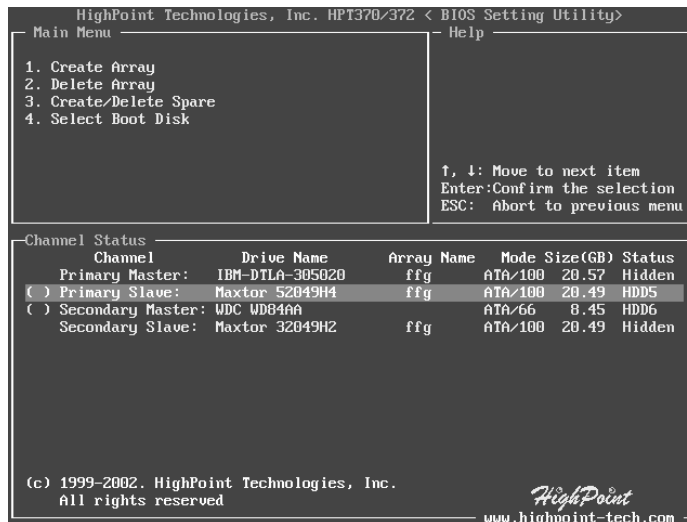 HighPoint Technologies, Inc. HPT370/372 < BIOS Setting Utility>
Main Menu
1. Create Array
2. Delete Array
3. Create/Delete Spare
4. Select Boot Disk
Help
↑, ↓: Move to next item
Enter:Confirm the selection
ESC: Abort to previous menu
Channel Status
Channel Drive Name Array Name Mode Size(GB) Status
Primary Master: IBM-DTLA-305020 ffg ATA/100 20.57 Hidden
( ) Primary Slave: Maxtor 52049H4 ffg ATA/100 20.49 HDD5
( ) Secondary Master: WDC WD84AA ATA/66 8.45 HDD6
Secondary Slave: Maxtor 32049H2 ffg ATA/100 20.49 Hidden
(c) 1999-2002. HighPoint Technologies, Inc.
All rights reserved
HighPoint
www.highpoint-tech.com